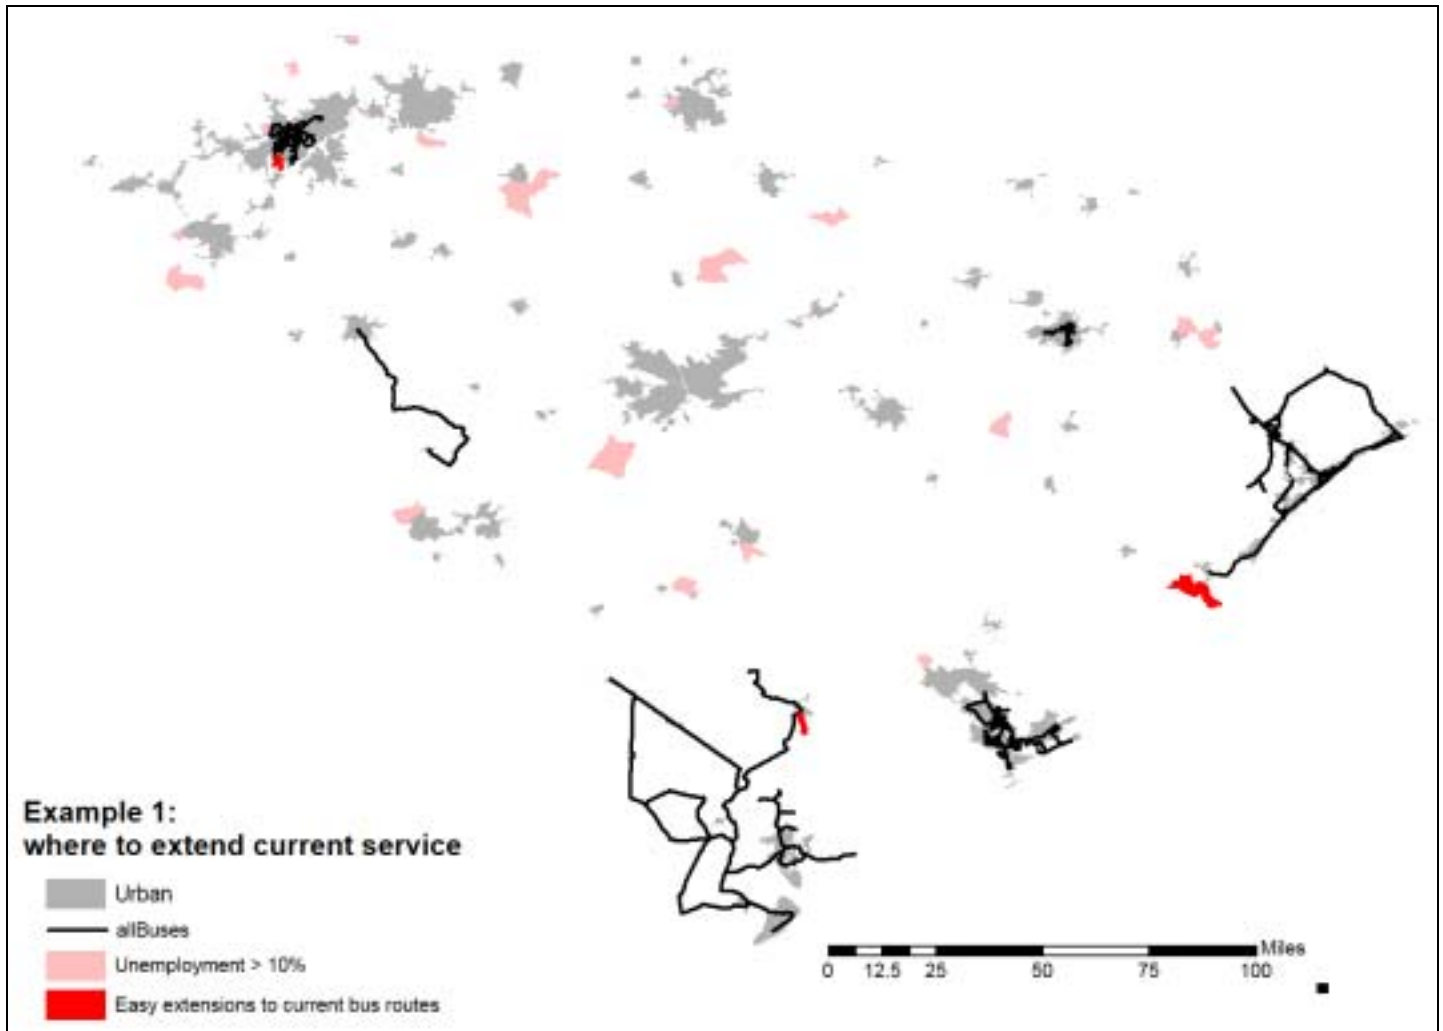 Example 1:
where to extend current service
Urban
allBuses
Unemployment > 10%
Easy extensions to current bus routes
Miles
0 12.5 25 50 75 100